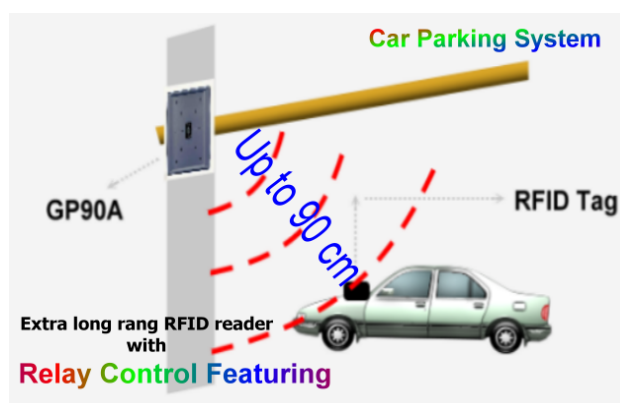 Car Parking System
Up to 90 cm
GP90A
RFID Tag
Extra long rang RFID reader
with
Relay Control Featuring